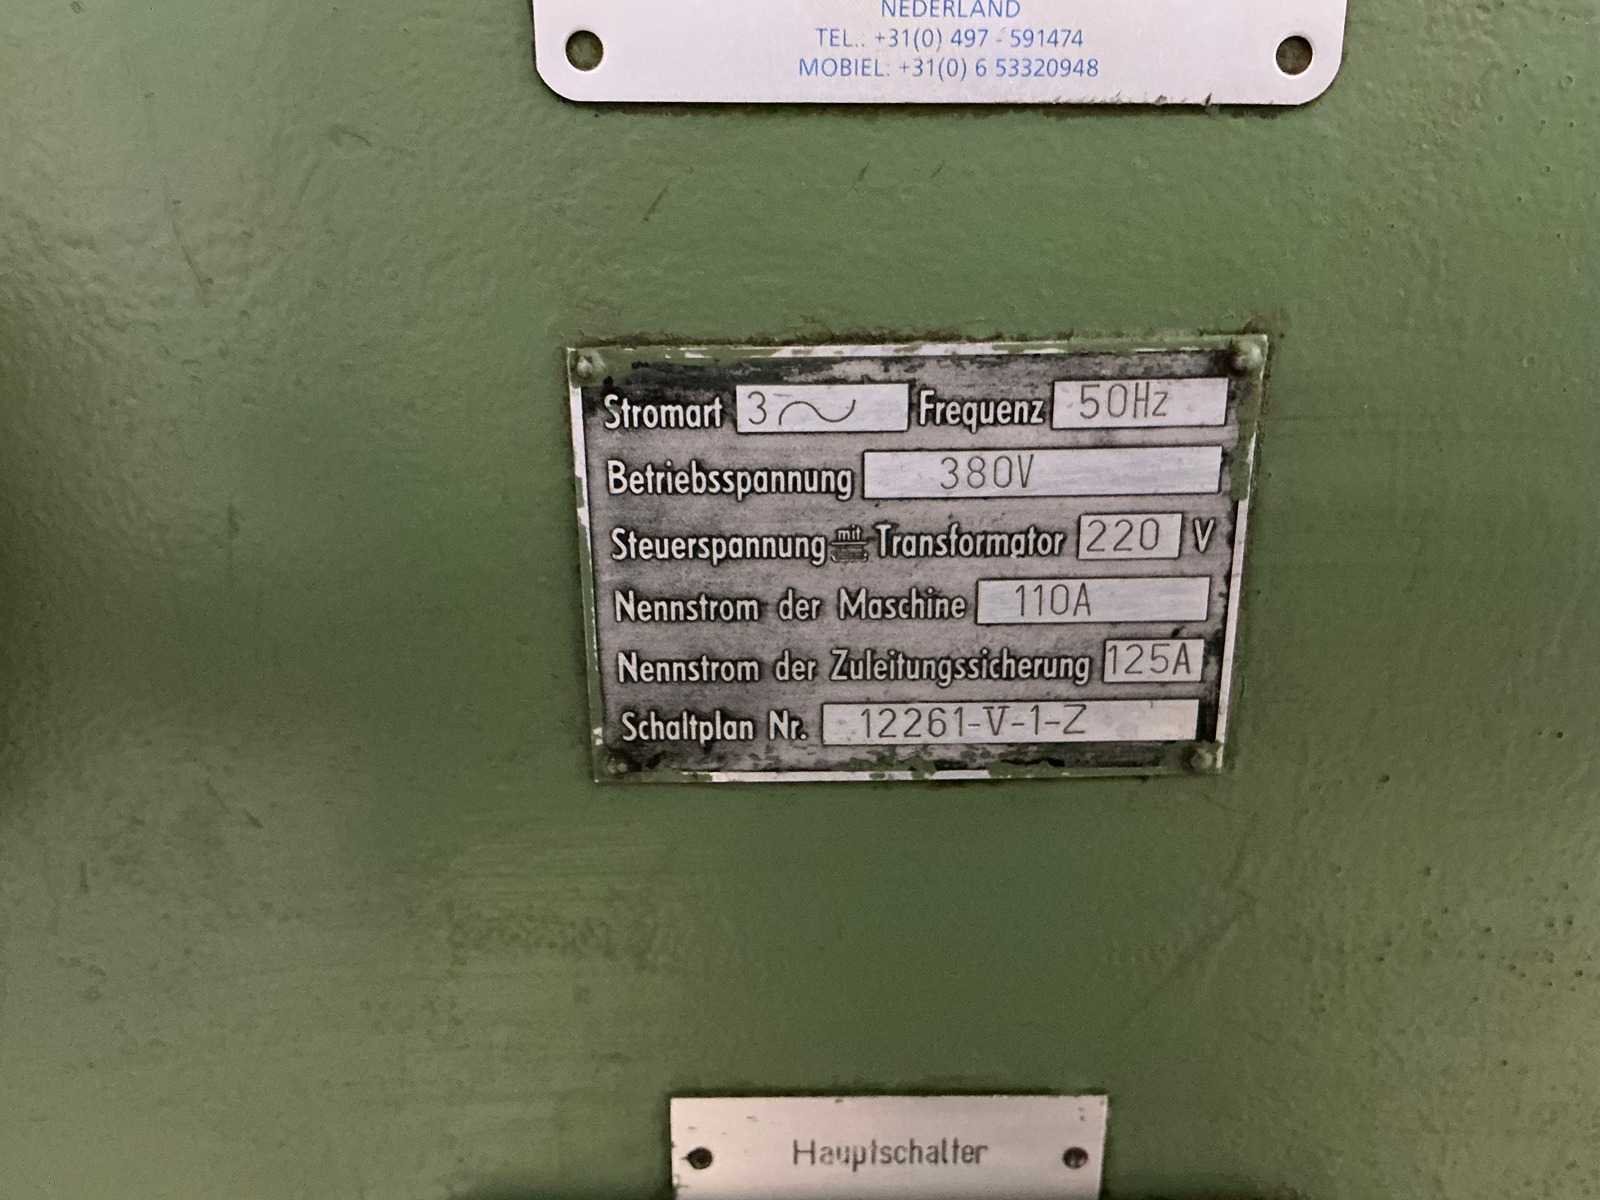 NEDERLAND
TEL.: +31(0) 497 - 591474
MOBIEL: +31(0) 6 53320948
Stromart 3~ Frequenz 50Hz
Betriebsspannung 380V
Steuerspannung mit Transformator 220 V
Nennstrom der Maschine 110A
Nennstrom der Zuleitungssicherung 125A
Schaltplan Nr. 12261-V-1-Z
Hauptschalter